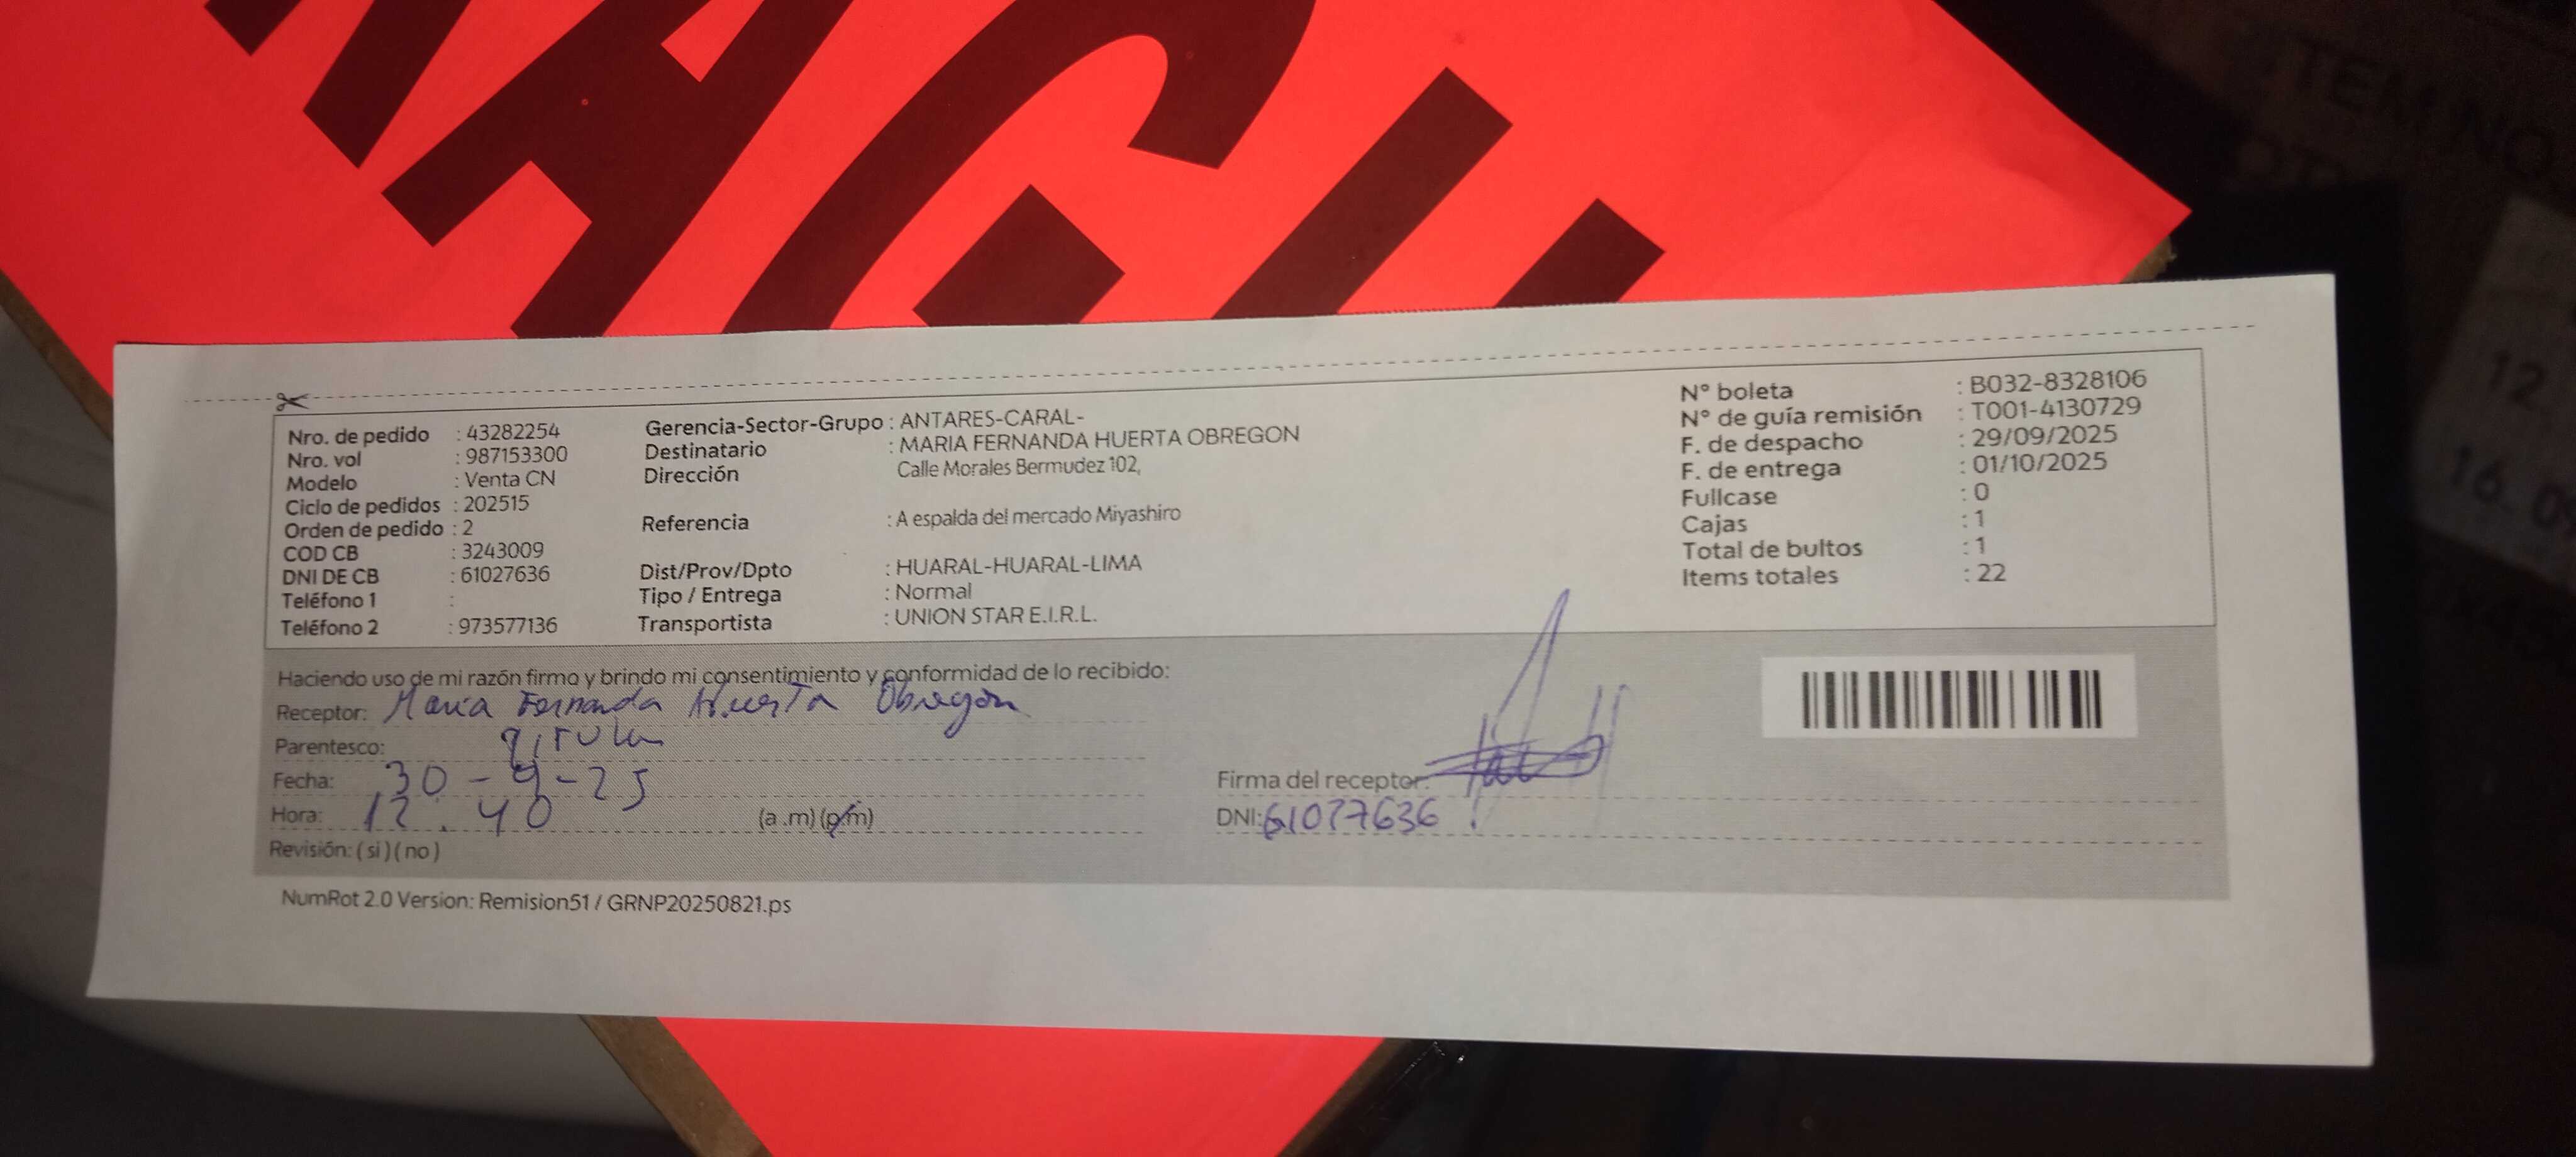 Nro. de pedido : 43282254
Nro. vol : 987153300
Modelo : Venta CN
Ciclo de pedidos : 202515
Orden de pedido : 2
COD CB : 3243009
DNI DE CB : 61027636
Teléfono 1 :
Teléfono 2 : 973577136
Gerencia-Sector-Grupo : ANTARES-CARAL-
Destinatario : MARIA FERNANDA HUERTA OBREGON
Dirección Calle Morales Bermudez 102,
Referencia : A espalda del mercado Miyashiro
Dist/Prov/Dpto : HUARAL-HUARAL-LIMA
Tipo / Entrega : Normal
Transportista : UNION STAR E.I.R.L.
N° boleta : B032-8328106
N° de guía remisión : T001-4130729
F. de despacho : 29/09/2025
F. de entrega : 01/10/2025
Fullcase : 0
Cajas : 1
Total de bultos : 1
Items totales : 22
Haciendo uso de mi razón firmo y brindo mi consentimiento y conformidad de lo recibido:
Receptor: Maria Fernanda Huerta Obregon
Parentesco:
Fecha: 30-9-25
Hora: 12.40 (a.m) (p.m)
Revisión: ( si ) ( no )
Firma del receptor:
DNI: 61027636
NumRot 2.0 Version: Remision51 / GRNP20250821.ps